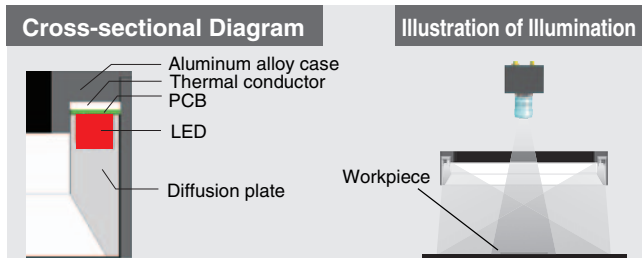 Cross-sectional Diagram
Aluminum alloy case
Thermal conductor
PCB
LED
Diffusion plate
Illustration of Illumination
Workpiece